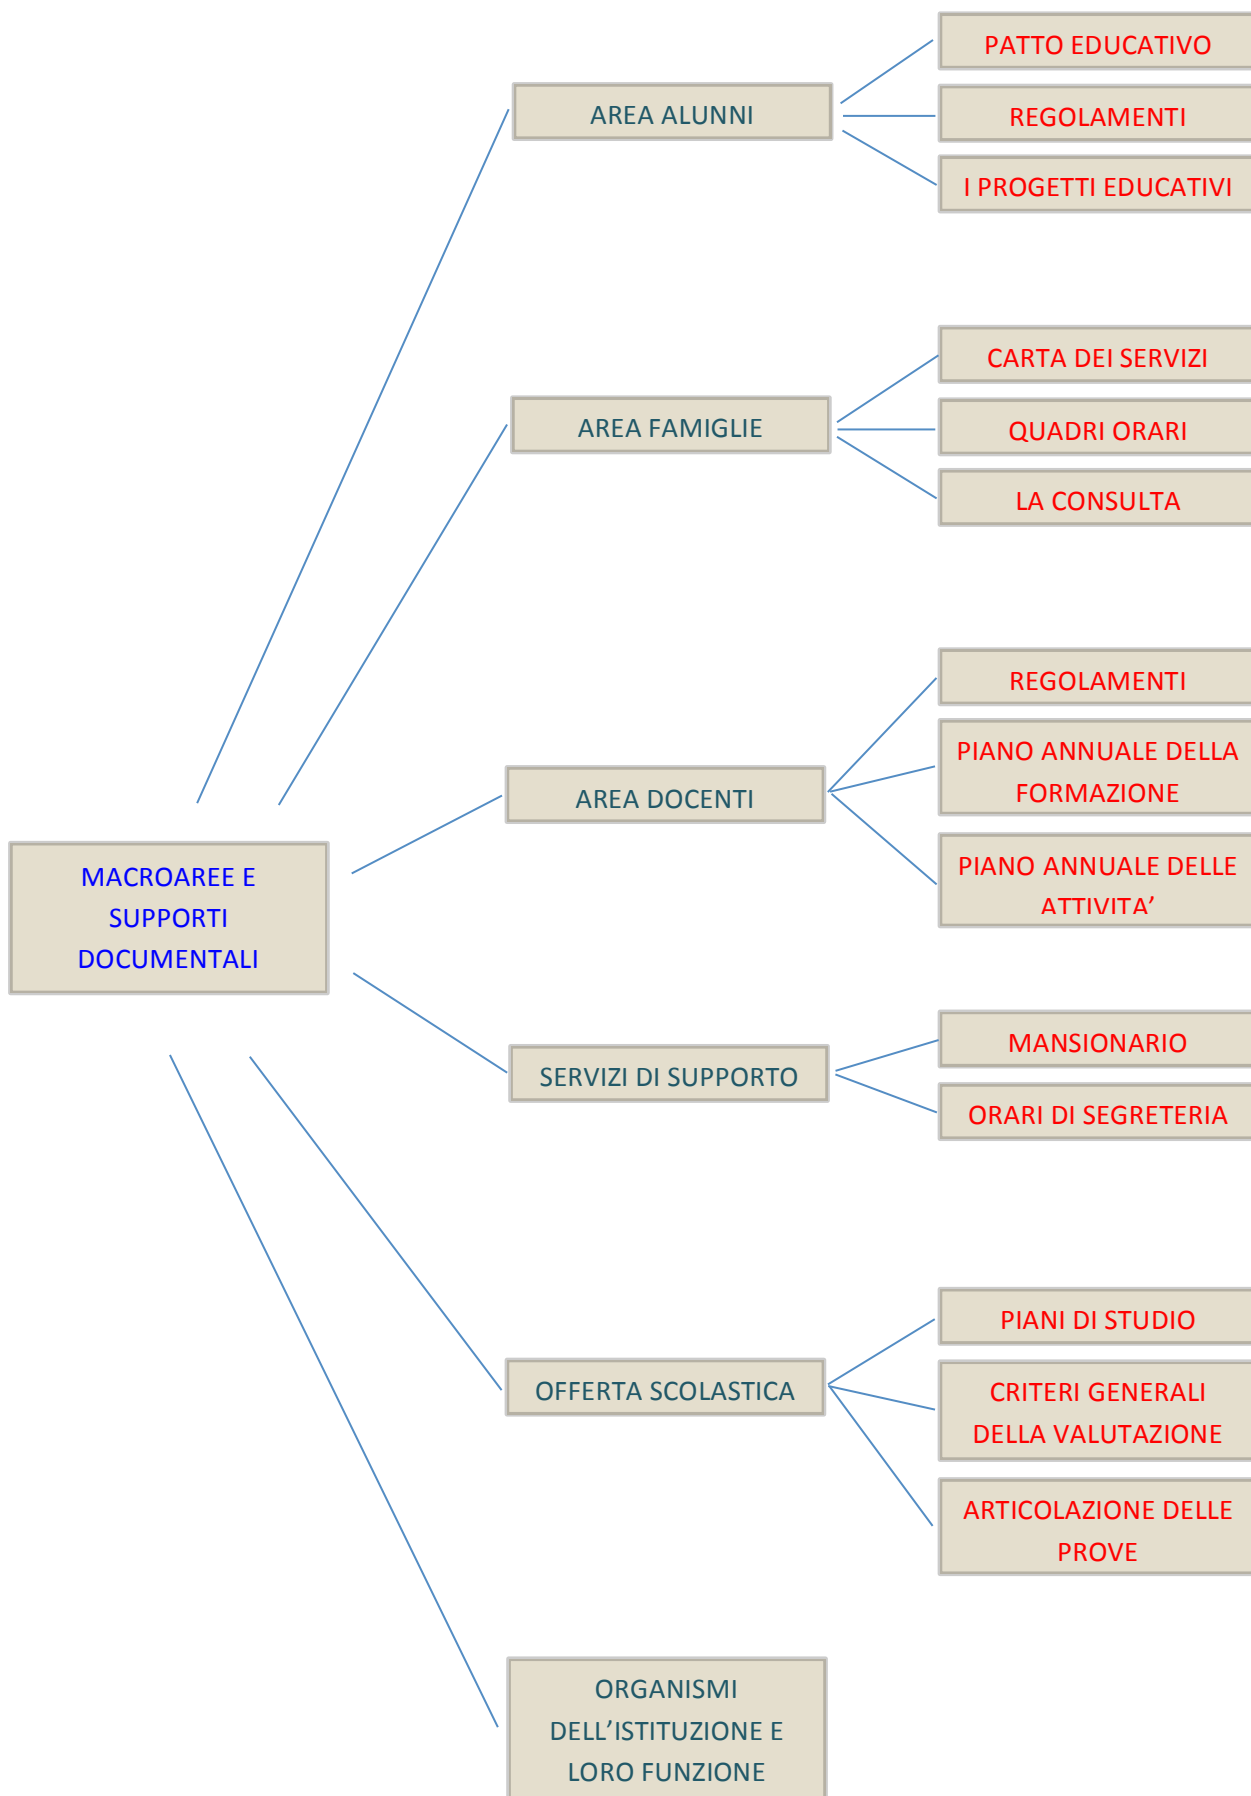 PATTO EDUCATIVO
AREA ALUNNI
REGOLAMENTI
I PROGETTI EDUCATIVI
CARTA DEI SERVIZI
AREA FAMIGLIE
QUADRI ORARI
LA CONSULTA
REGOLAMENTI
PIANO ANNUALE DELLA
FORMAZIONE
AREA DOCENTI
PIANO ANNUALE DELLE
ATTIVITA’
MACROAREE E
SUPPORTI
DOCUMENTALI
MANSIONARIO
SERVIZI DI SUPPORTO
ORARI DI SEGRETERIA
PIANI DI STUDIO
OFFERTA SCOLASTICA
CRITERI GENERALI
DELLA VALUTAZIONE
ARTICOLAZIONE DELLE
PROVE
ORGANISMI
DELL’ISTITUZIONE E
LORO FUNZIONE